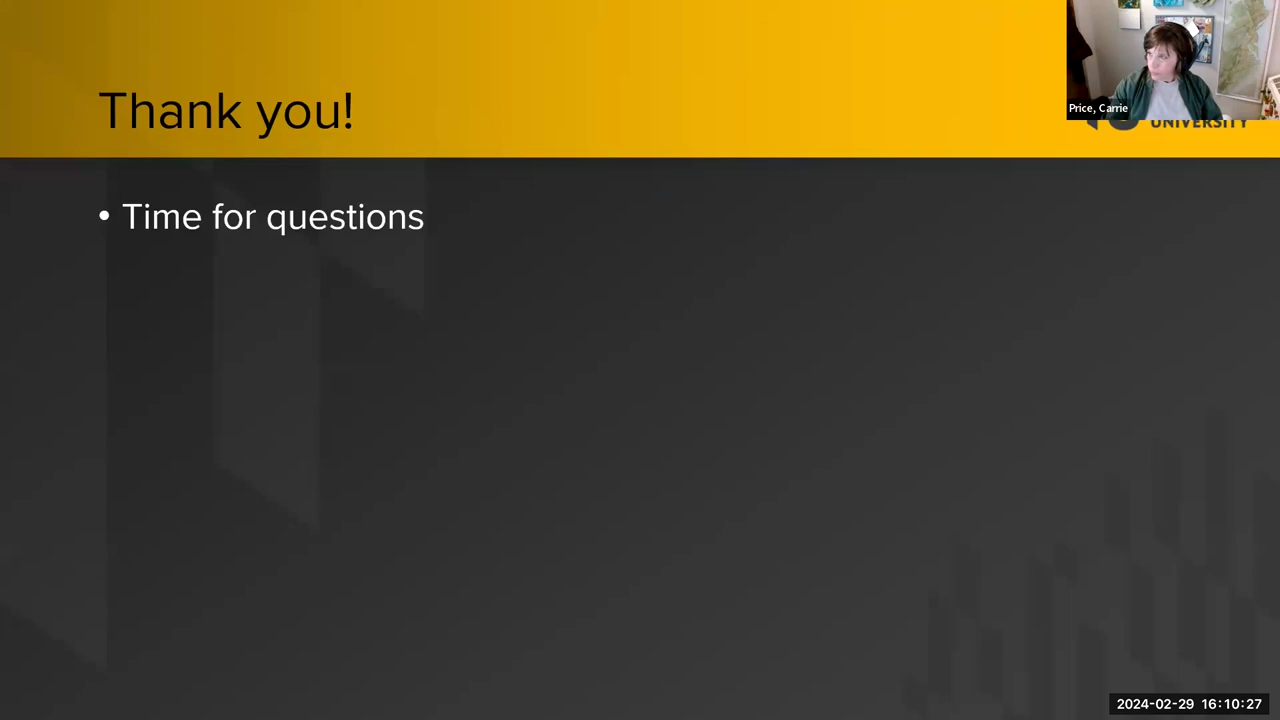 Thank you!
Price, Carrie
UNIVERSITY
• Time for questions
2024-02-29 16:10:27